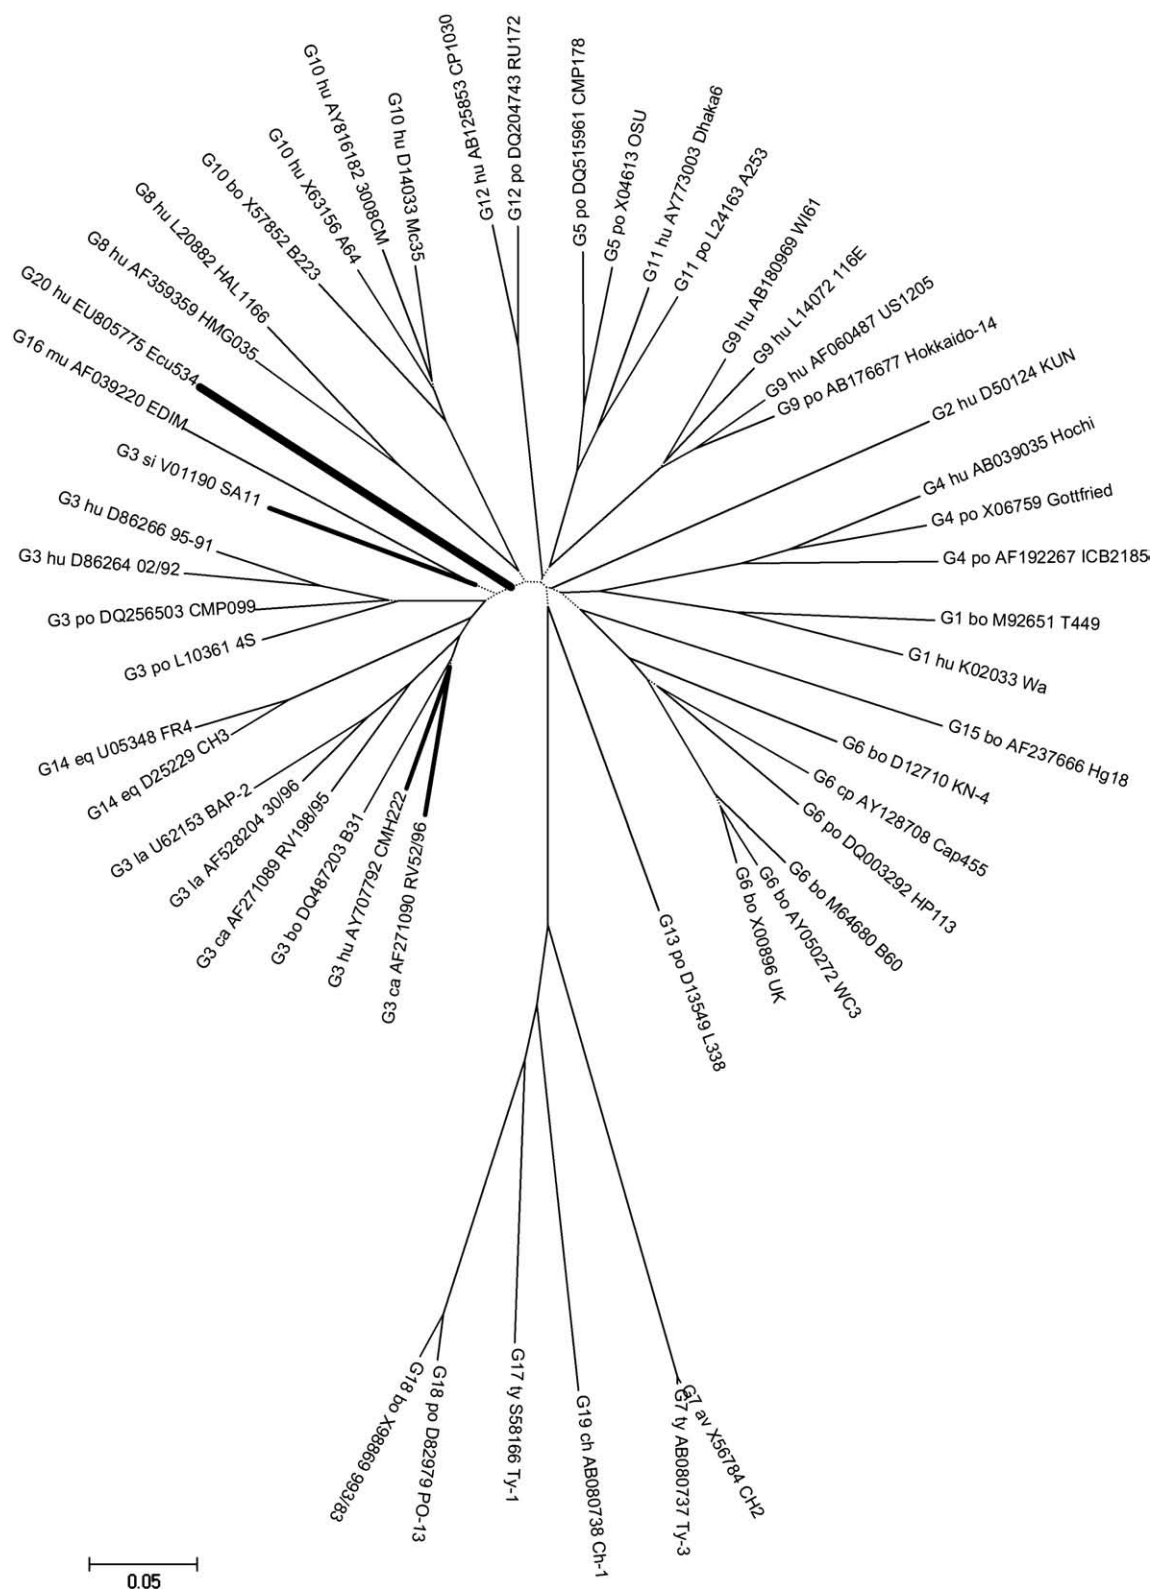 G12 hu AB125853 CP1030
G12 po DQ204743 RU172
G5 po DQ515961 CMP178
G5 po X04613 OSU
G11 hu AY773003 Dhaka6
G11 po L24163 A253
G9 hu AB180969 WI61
G9 hu L14072 116E
G9 hu AF060487 US1205
G9 po AB176677 Hokkaido-14
G2 hu D50124 KUN
G4 hu AB039035 Hochi
G4 po X06759 Gottfried
G4 po AF192267 ICB2185
G1 bo M92651 T449
G1 hu K02033 Wa
G15 bo AF237666 Hg18
G6 bo D12710 KN-4
G6 cp AY128708 Cap455
G6 po DQ003292 HP113
G6 bo M64680 B60
G6 bo AY050272 WC3
G6 bo X00896 UK
G13 po D13549 L338
G7 av X56784 CH2
G7 ty AB080737 Ty-3
G19 ch AB080738 Ch-1
G17 ty S58166 Ty-1
G18 po D82979 PO-13
G18 bo X98869 993/83
G3 ca AF271090 RV52/96
G3 hu AY707792 CMH222
G3 bo DQ487203 B31
G3 ca AF271089 RV198/95
G3 la AF528204 30/96
G3 la U62153 BAP-2
G14 eq D25229 CH3
G14 eq U05348 FR4
G3 po L10361 4S
G3 po DQ256503 CMP099
G3 hu D86264 02/92
G3 hu D86266 95-91
G3 si V01190 SA11
G16 mu AF039220 EDIM
G20 hu EU805775 Ecu534
G8 hu AF359359 HMG035
G8 hu L20882 HAL1166
G10 bo X57852 B223
G10 hu X63156 A64
G10 hu AY816182 3008CM
G10 hu D14033 Mc35
0.05